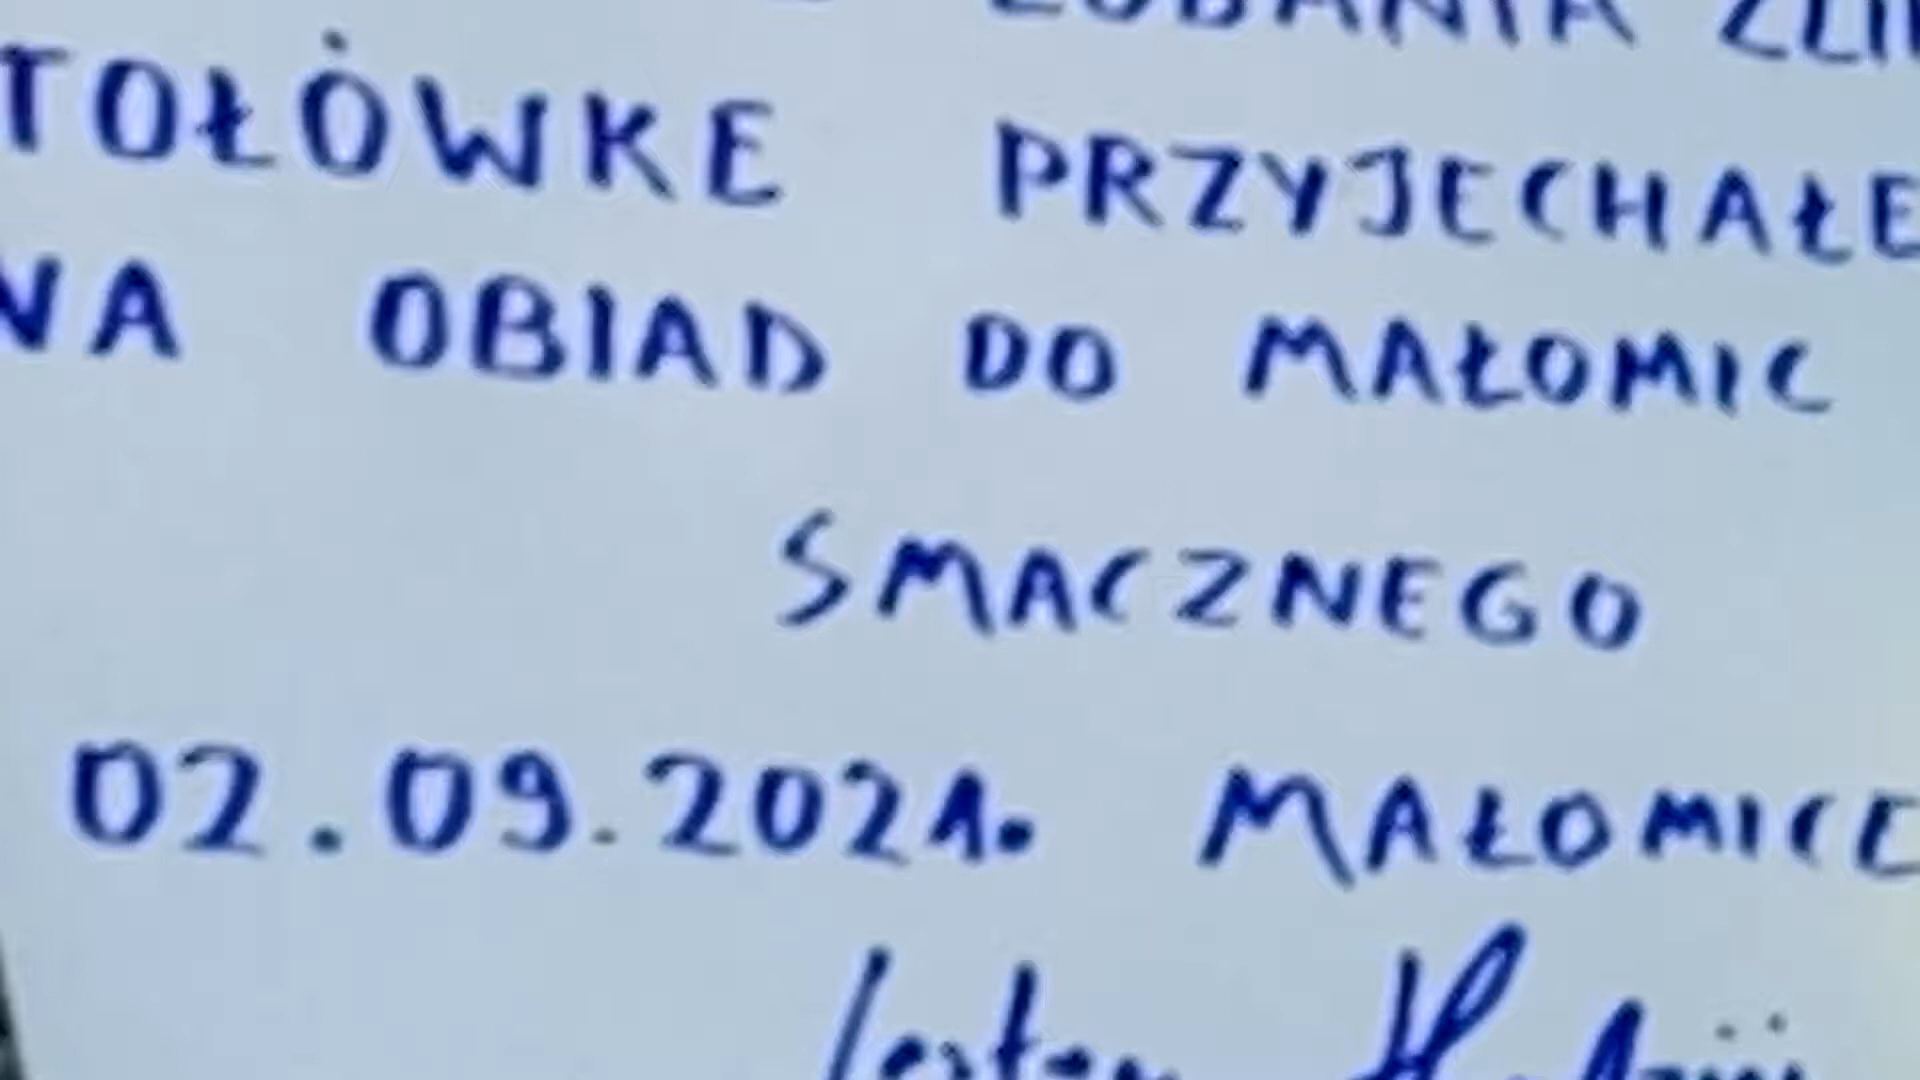 TOŁÓWKE PRZYJECHAŁE
NA OBIAD DO MAŁOMIC
SMACZNEGO
02.09.2021. MAŁOMICE